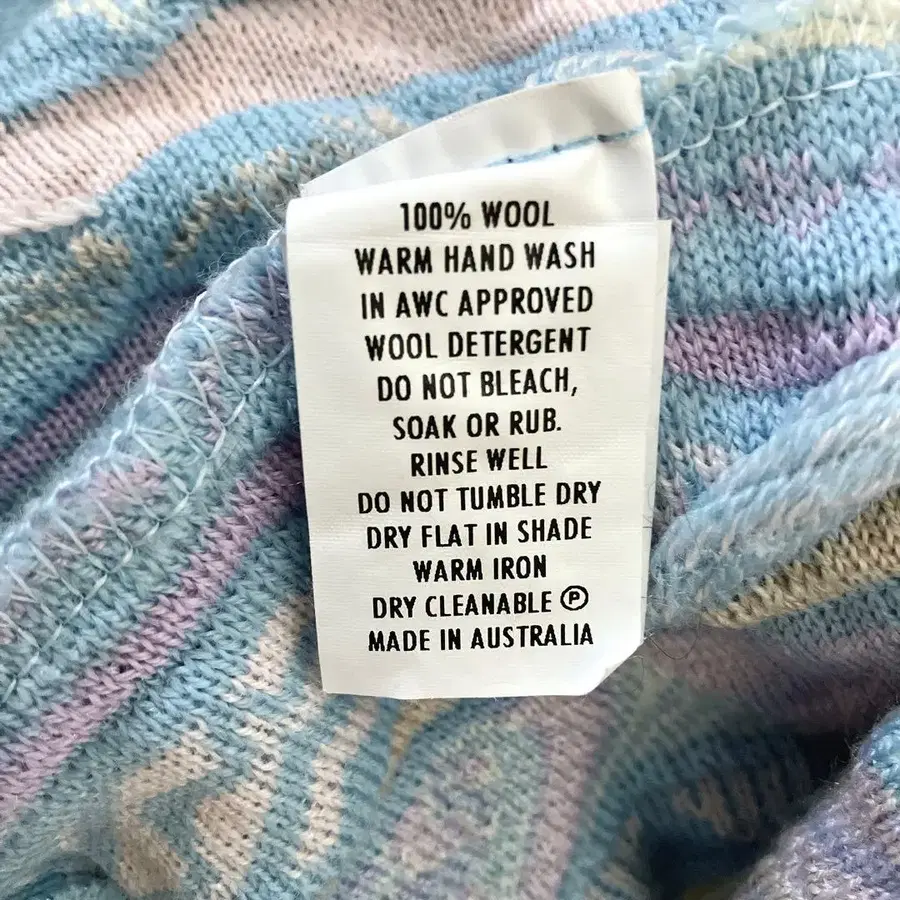 100% WOOL
WARM HAND WASH
IN AWC APPROVED
WOOL DETERGENT
DO NOT BLEACH,
SOAK OR RUB.
RINSE WELL
DO NOT TUMBLE DRY
DRY FLAT IN SHADE
WARM IRON
DRY CLEANABLE Ⓟ
MADE IN AUSTRALIA